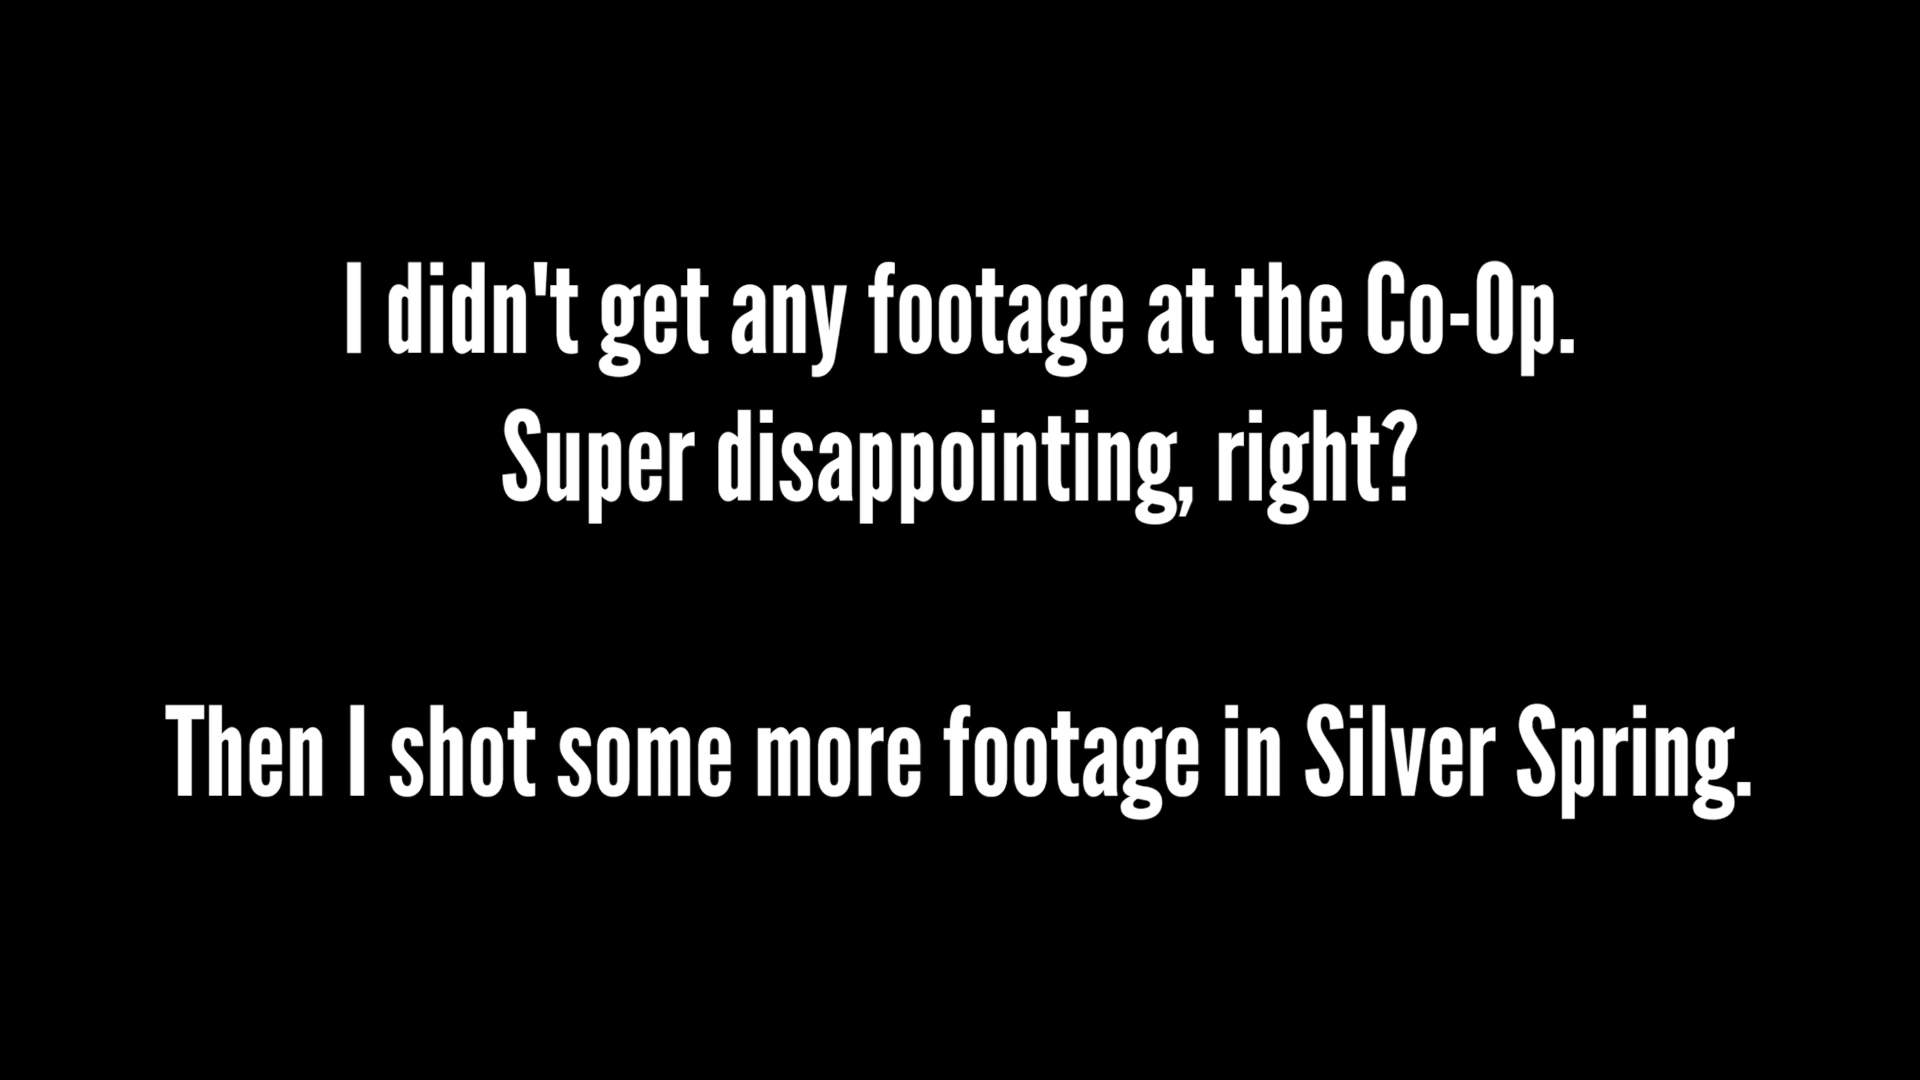 I didn't get any footage at the Co-Op.
Super disappointing, right?
Then I shot some more footage in Silver Spring.